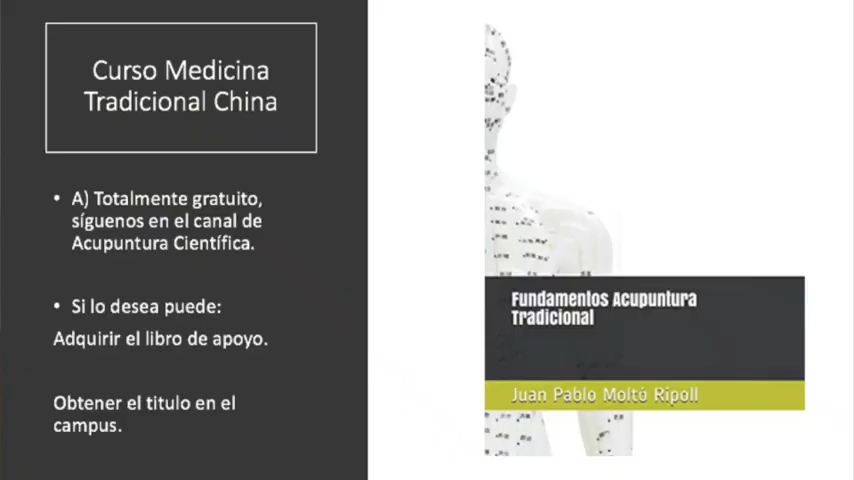 Curso Medicina
Tradicional China
• A) Totalmente gratuito,
síguenos en el canal de
Acupuntura Científica.
• Si lo desea puede:
Adquirir el libro de apoyo.
Obtener el titulo en el
campus.
Fundamentos Acupuntura
Tradicional
Juan Pablo Moltó Ripoll